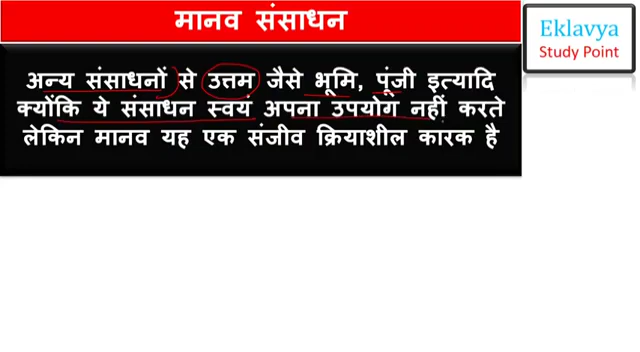 मानव संसाधन
Eklavya
Study Point
अन्य संसाधनों से उत्तम जैसे भूमि, पूंजी इत्यादि
क्योंकि ये संसाधन स्वयं अपना उपयोग नहीं करते
लेकिन मानव यह एक संजीव क्रियाशील कारक है